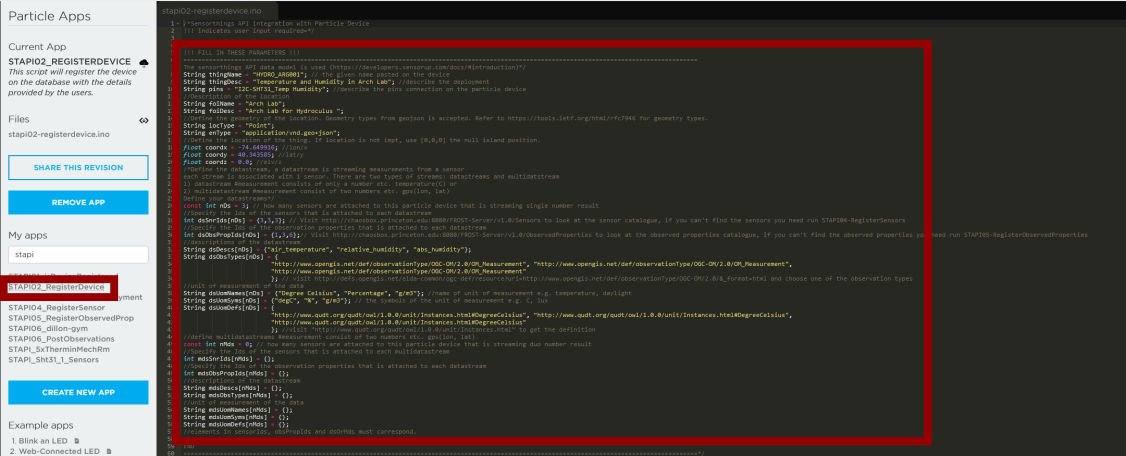 Particle Apps
Current App
STAPI02_REGISTERDEVICE
This script will register the device
on the database with the details
provided by the users.
Files
stapi02-registerdevice.ino
SHARE THIS REVISION
REMOVE APP
My apps
stapi
STAPI02_RegisterDevice
STAPI04_RegisterSensor
STAPI05_RegisterObservedProp
STAPI06_dillon-gym
STAPI06_PostObservations
STAPI_5xTherminMechRm
STAPI_Sht31_1_Sensors
CREATE NEW APP
Example apps
1. Blink an LED
2. Web-Connected LED
stapi02-registerdevice.ino
/*Sensorthings API integration with Particle Device
!!! indicates user input required=*/
!!! FILL IN THESE PARAMETERS !!!
The sensorthings API data model is used (https://developers.sensorup.com/docs/#introduction)*/
String thingName = "HYDRO_ARG001"; // the given name posted on the device
String thingDesc = "Temperature and Humidity in Arch Lab"; //describe the deployment
String pins = "I2C-SHT31_Temp Humidity"; //describe the pins connection on the particle device
//Description of the location
String foiName = "Arch Lab";
String foiDesc = "Arch Lab for Hydroculus ";
//Define the geometry of the location. Geometry types from geojson is accepted. Refer to https://tools.ietf.org/html/rfc7946 for geometry types.
String locType = "Point";
String enType = "application/vnd.geo+json";
//Define the location of the thing. If location is not impt, use [0,0,0] the null island position.
float coordx = -74.649916; //lon/x
float coordy = 40.343505; //lat/y
float coordz = 0.0; //elv/z
/*Define the datastream, a datastream is streaming measurements from a sensor
each stream is associated with 1 sensor. There are two types of streams: datastreams and multidatstream
1) datastream #measurement consists of only a number etc. temperature(C) or
2) multidatastream #measurement consist of two numbers etc. gps(lon, lat)
Define your datastreams*/
const int nDs = 3; // how many sensors are attached to this particle device that is streaming single number result
//Specify the Ids of the sensors that is attached to each datastream
int dsSnrIds[nDs] = {3,3,3}; // Visit http://chaosbox.princeton.edu:8080/FROST-Server/v1.0/Sensors to look at the sensor catalogue, if you can't find the sensors you need run STAPI04-RegisterSensors
//Specify the Ids of the observation properties that is attached to each datastream
int dsObsPropIds[nDs] = {1,3,6};// Visit http://chaosbox.princeton.edu:8080/FROST-Server/v1.0/ObservedProperties to look at the observed properties catalogue, if you can't find the observed properties you need run STAPI05-RegisterObservedProperties
//descriptions of the datastream
String dsDescs[nDs] = {"air_temperature", "relative_humidity", "abs_humidity"};
String dsObsTypes[nDs] = {
"http://www.opengis.net/def/observationType/OGC-OM/2.0/OM_Measurement", "http://www.opengis.net/def/observationType/OGC-OM/2.0/OM_Measurement",
"http://www.opengis.net/def/observationType/OGC-OM/2.0/OM_Measurement"
}; // visit http://defs.opengis.net/elda-common/ogc-def/resource?uri=http://www.opengis.net/def/observationType/OGC-OM/2.0/&_format=html and choose one of the observation types
//unit of measurement of the data
String dsUomNames[nDs] = {"Degree Celsius", "Percentage", "g/m3"}; //name of unit of measurement e.g. temperature, daylight
String dsUomSyms[nDs] = {"degC", "%", "g/m3"}; // the symbols of the unit of measurement e.g. C, lux
String dsUomDefs[nDs] = {
"http://www.qudt.org/qudt/owl/1.0.0/unit/Instances.html#DegreeCelsius", "http://www.qudt.org/qudt/owl/1.0.0/unit/Instances.html#DegreeCelsius",
"http://www.qudt.org/qudt/owl/1.0.0/unit/Instances.html#DegreeCelsius"
}; //visit "http://www.qudt.org/qudt/owl/1.0.0/unit/Instances.html" to get the definition
//define multidatastreams #measurement consist of two numbers etc. gps(lon, lat)
const int nMds = 0; // how many sensors are attached to this particle device that is streaming duo number result
//Specify the Ids of the sensors that is attached to each multidatastream
int mdsSnrIds[nMds] = {};
//Specify the Ids of the observation properties that is attached to each datastream
int mdsObsPropIds[nMds] = {};
//descriptions of the datastream
String mdsDescs[nMds] = {};
String mdsObsTypes[nMds] = {};
//unit of measurement of the data
String mdsUomNames[nMds] = {};
String mdsUomSyms[nMds] = {};
String mdsUomDefs[nMds] = {};
//elements in sensorIds, obsPropIds and dsOrMds must correspond.
END